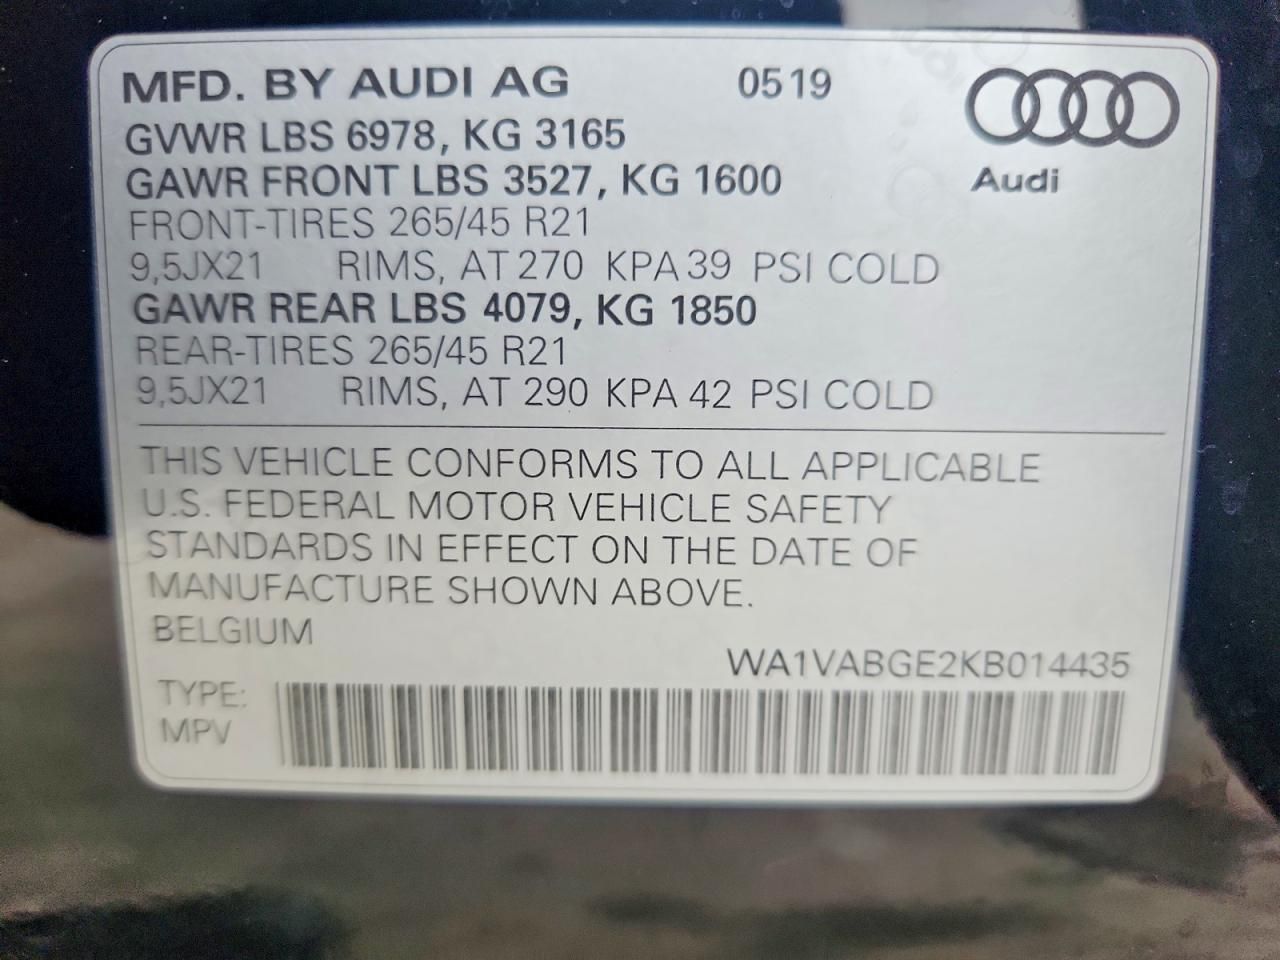 MFD. BY AUDI AG 0519
GVWR LBS 6978, KG 3165
GAWR FRONT LBS 3527, KG 1600
Audi
FRONT-TIRES 265/45 R21
9,5JX21 RIMS, AT 270 KPA 39 PSI COLD
GAWR REAR LBS 4079, KG 1850
REAR-TIRES 265/45 R21
9,5JX21 RIMS, AT 290 KPA 42 PSI COLD
THIS VEHICLE CONFORMS TO ALL APPLICABLE
U.S. FEDERAL MOTOR VEHICLE SAFETY
STANDARDS IN EFFECT ON THE DATE OF
MANUFACTURE SHOWN ABOVE.
BELGIUM
WA1VABGE2KB014435
TYPE:
MPV